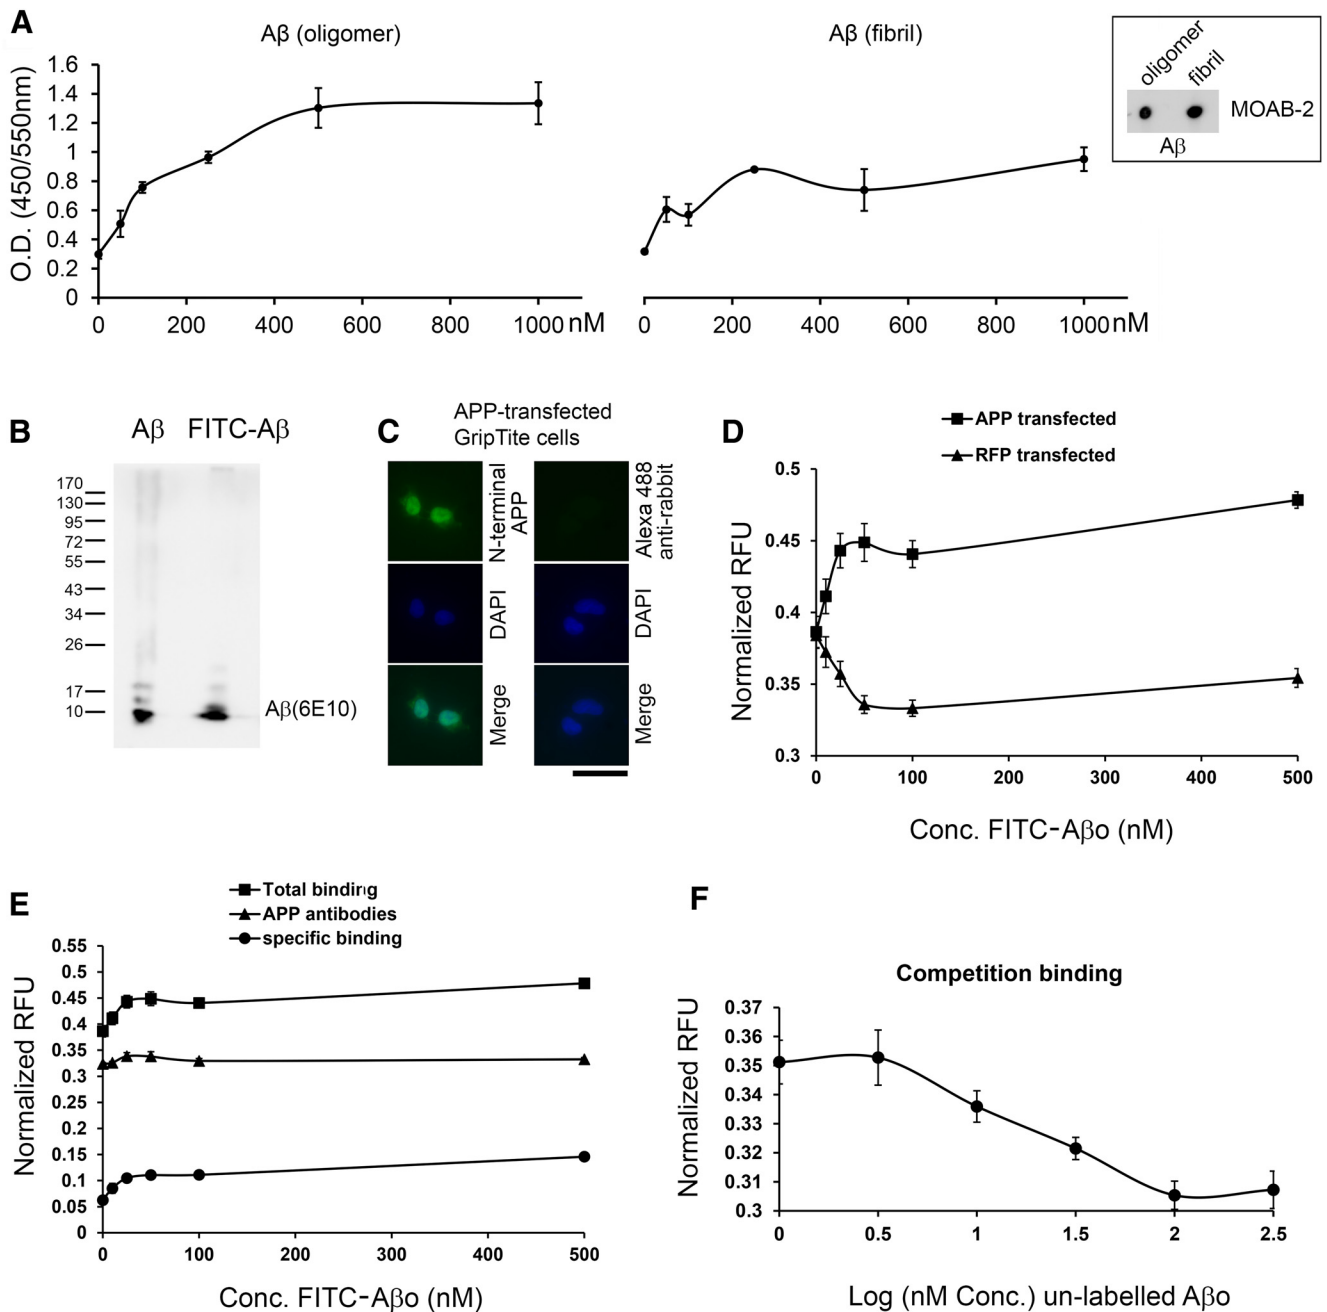 A
Aβ (oligomer)
Aβ (fibril)
oligomer
fibril
MOAB-2
Aβ
O.D. (450/550nm)
1.6
1.4
1.2
1
0.8
0.6
0.4
0.2
0
0 200 400 600 800 1000 nM
0 200 400 600 800 1000 nM
B
Aβ FITC-Aβ
170
130
95
72
55
43
34
26
17
10
Aβ(6E10)
C
APP-transfected
GripTite cells
N-terminal
APP
Alexa 488
anti-rabbit
DAPI
DAPI
Merge
Merge
D
APP transfected
RFP transfected
Normalized RFU
0.5
0.45
0.4
0.35
0.3
0 100 200 300 400 500
Conc. FITC-Aβo (nM)
E
Total binding
APP antibodies
specific binding
Normalized RFU
0.55
0.5
0.45
0.4
0.35
0.3
0.25
0.2
0.15
0.1
0.05
0
0 100 200 300 400 500
Conc. FITC-Aβo (nM)
F
Competition binding
Normalized RFU
0.37
0.36
0.35
0.34
0.33
0.32
0.31
0.3
0 0.5 1 1.5 2 2.5
Log (nM Conc.) un-labelled Aβo